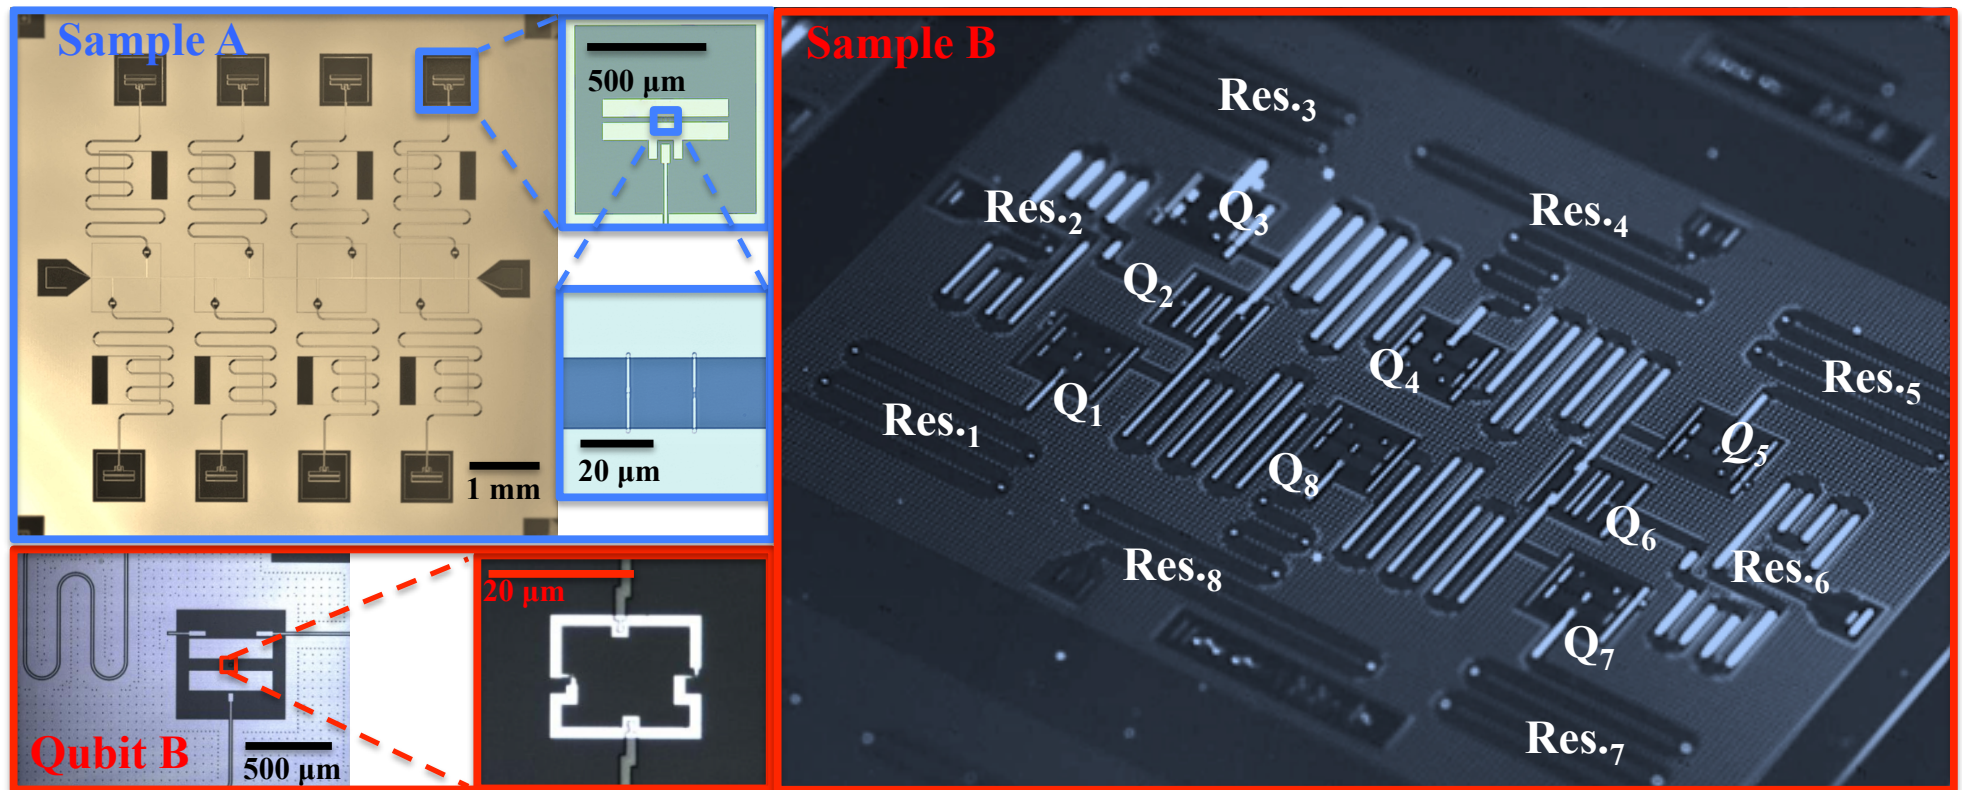 Sample A
500 μm
20 μm
1 mm
Qubit B
500 μm
20 μm
Sample B
Res.3
Res.2
Q3
Res.4
Q2
Q4
Res.5
Q1
Res.1
Q5
Q8
Q6
Res.8
Res.6
Q7
Res.7